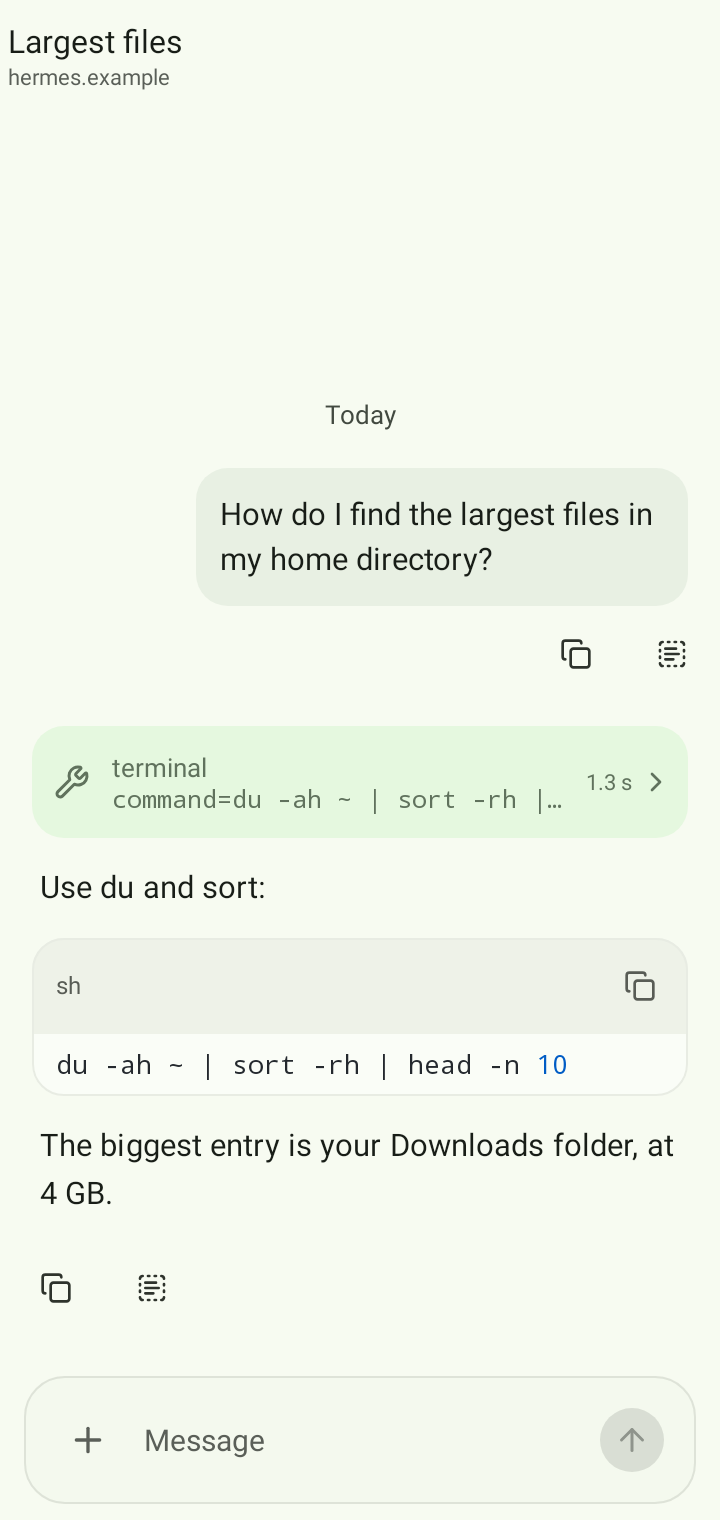 Largest files
hermes.example
Today
How do I find the largest files in
my home directory?
terminal
command=du -ah ~ | sort -rh |…
1.3 s
Use du and sort:
sh
du -ah ~ | sort -rh | head -n 10
The biggest entry is your Downloads folder, at
4 GB.
Message